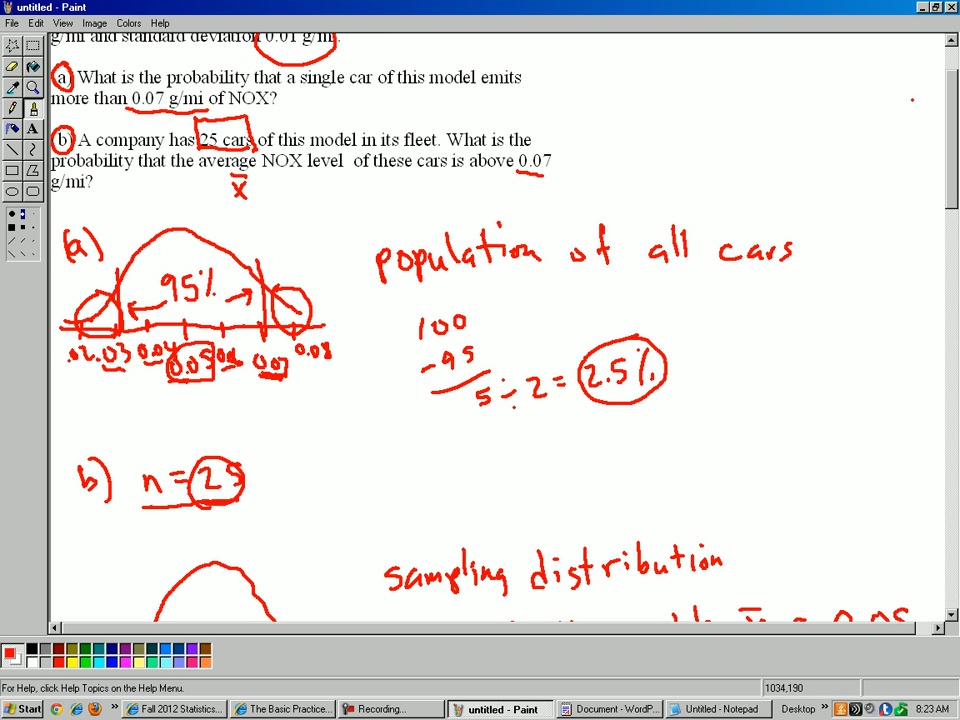 untitled - Paint
File Edit View Image Colors Help
g/mi and standard deviation 0.01 g/mi.
a) What is the probability that a single car of this model emits
more than 0.07 g/mi of NOX?
b) A company has 25 cars of this model in its fleet. What is the
probability that the average NOX level of these cars is above 0.07
g/mi?
x̄
(a)
population of all cars
95%
.02 .03 0.04 0.05 0.07 0.08
100
-95
5 ÷ 2 = 2.5%
b) n = 25
sampling distribution
x̄ = 0.05
For Help, click Help Topics on the Help Menu.
1034,190
Start
Fall 2012 Statistics...
The Basic Practice...
Recording...
untitled - Paint
Document - WordP...
Untitled - Notepad
Desktop
8:23 AM